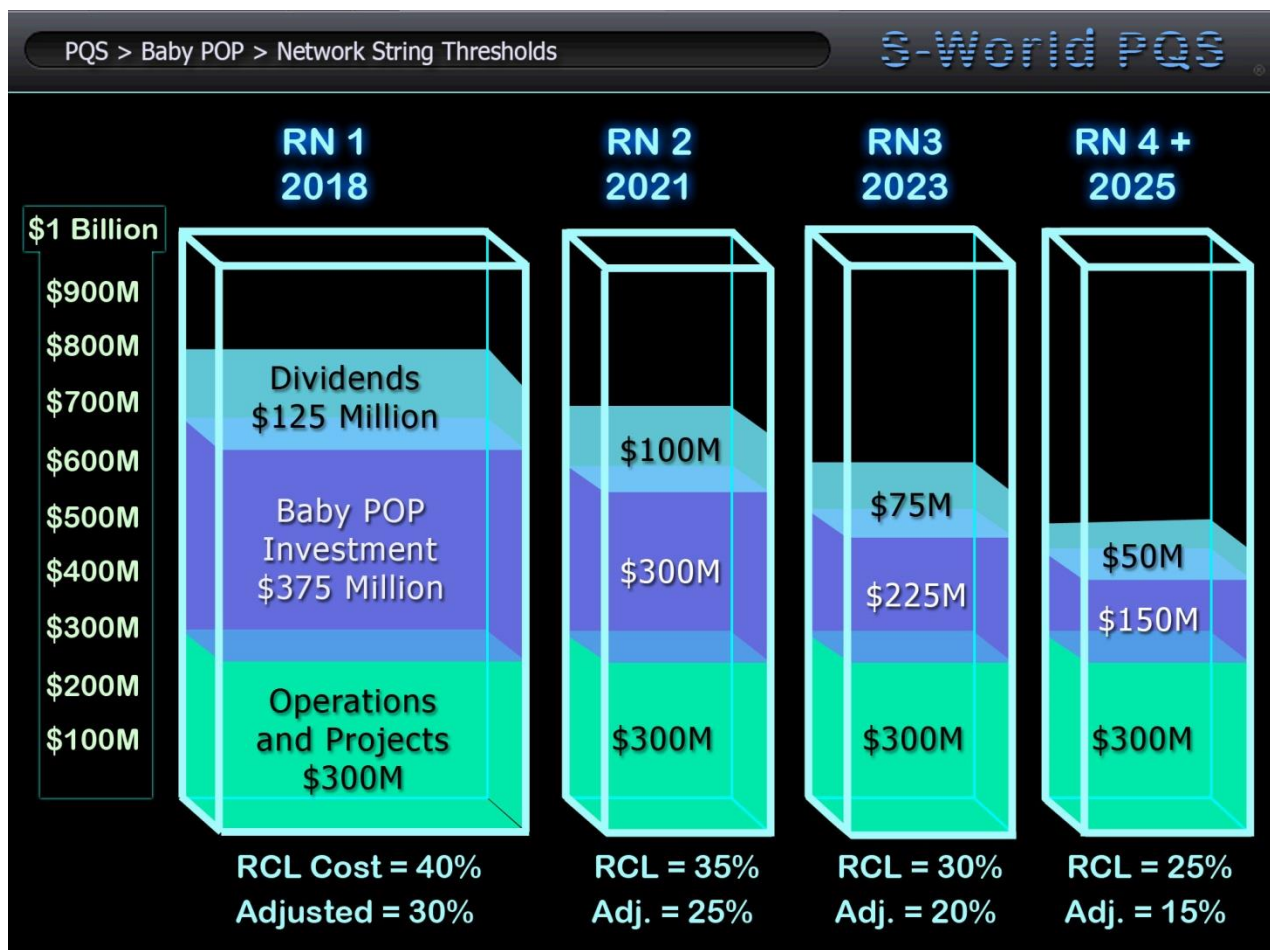 PQS > Baby POP > Network String Thresholds
S-World PQS ®
RN 1
2018
RN 2
2021
RN3
2023
RN 4 +
2025
$1 Billion
$900M
$800M
$700M
$600M
$500M
$400M
$300M
$200M
$100M
Dividends
$125 Million
Baby POP
Investment
$375 Million
Operations
and Projects
$300M
$100M
$300M
$300M
$75M
$225M
$300M
$50M
$150M
$300M
RCL Cost = 40%
Adjusted = 30%
RCL = 35%
Adj. = 25%
RCL = 30%
Adj. = 20%
RCL = 25%
Adj. = 15%